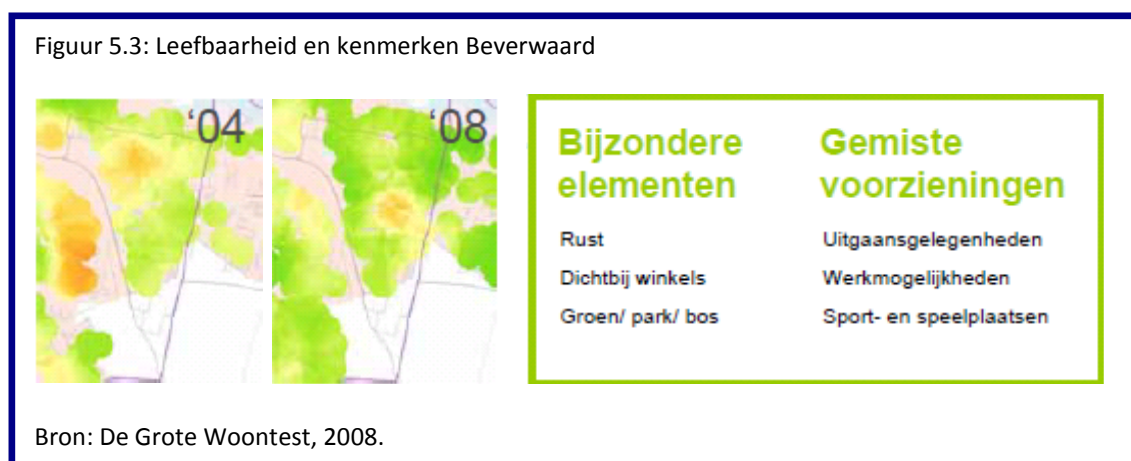 Figuur 5.3: Leefbaarheid en kenmerken Beverwaard
‘04
‘08
Bijzondere
elementen
Rust
Dichtbij winkels
Groen/ park/ bos
Gemiste
voorzieningen
Uitgaansgelegenheden
Werkmogelijkheden
Sport- en speelplaatsen
Bron: De Grote Woontest, 2008.